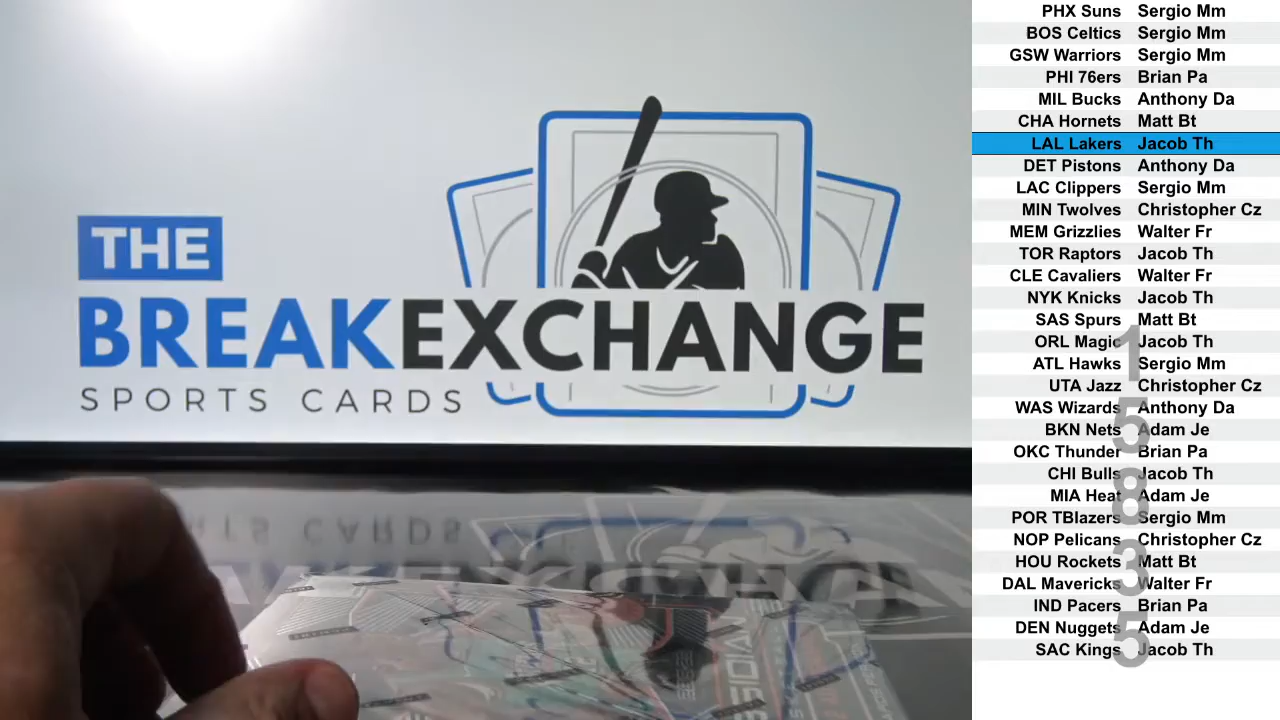 THE
BREAKEXCHANGE
SPORTS CARDS
PHX Suns Sergio Mm
BOS Celtics Sergio Mm
GSW Warriors Sergio Mm
PHI 76ers Brian Pa
MIL Bucks Anthony Da
CHA Hornets Matt Bt
LAL Lakers Jacob Th
DET Pistons Anthony Da
LAC Clippers Sergio Mm
MIN Twolves Christopher Cz
MEM Grizzlies Walter Fr
TOR Raptors Jacob Th
CLE Cavaliers Walter Fr
NYK Knicks Jacob Th
SAS Spurs Matt Bt
ORL Magic Jacob Th
ATL Hawks Sergio Mm
UTA Jazz Christopher Cz
WAS Wizards Anthony Da
BKN Nets Adam Je
OKC Thunder Brian Pa
CHI Bulls Jacob Th
MIA Heat Adam Je
POR TBlazers Sergio Mm
NOP Pelicans Christopher Cz
HOU Rockets Matt Bt
DAL Mavericks Walter Fr
IND Pacers Brian Pa
DEN Nuggets Adam Je
SAC Kings Jacob Th
1
5
8
3
5